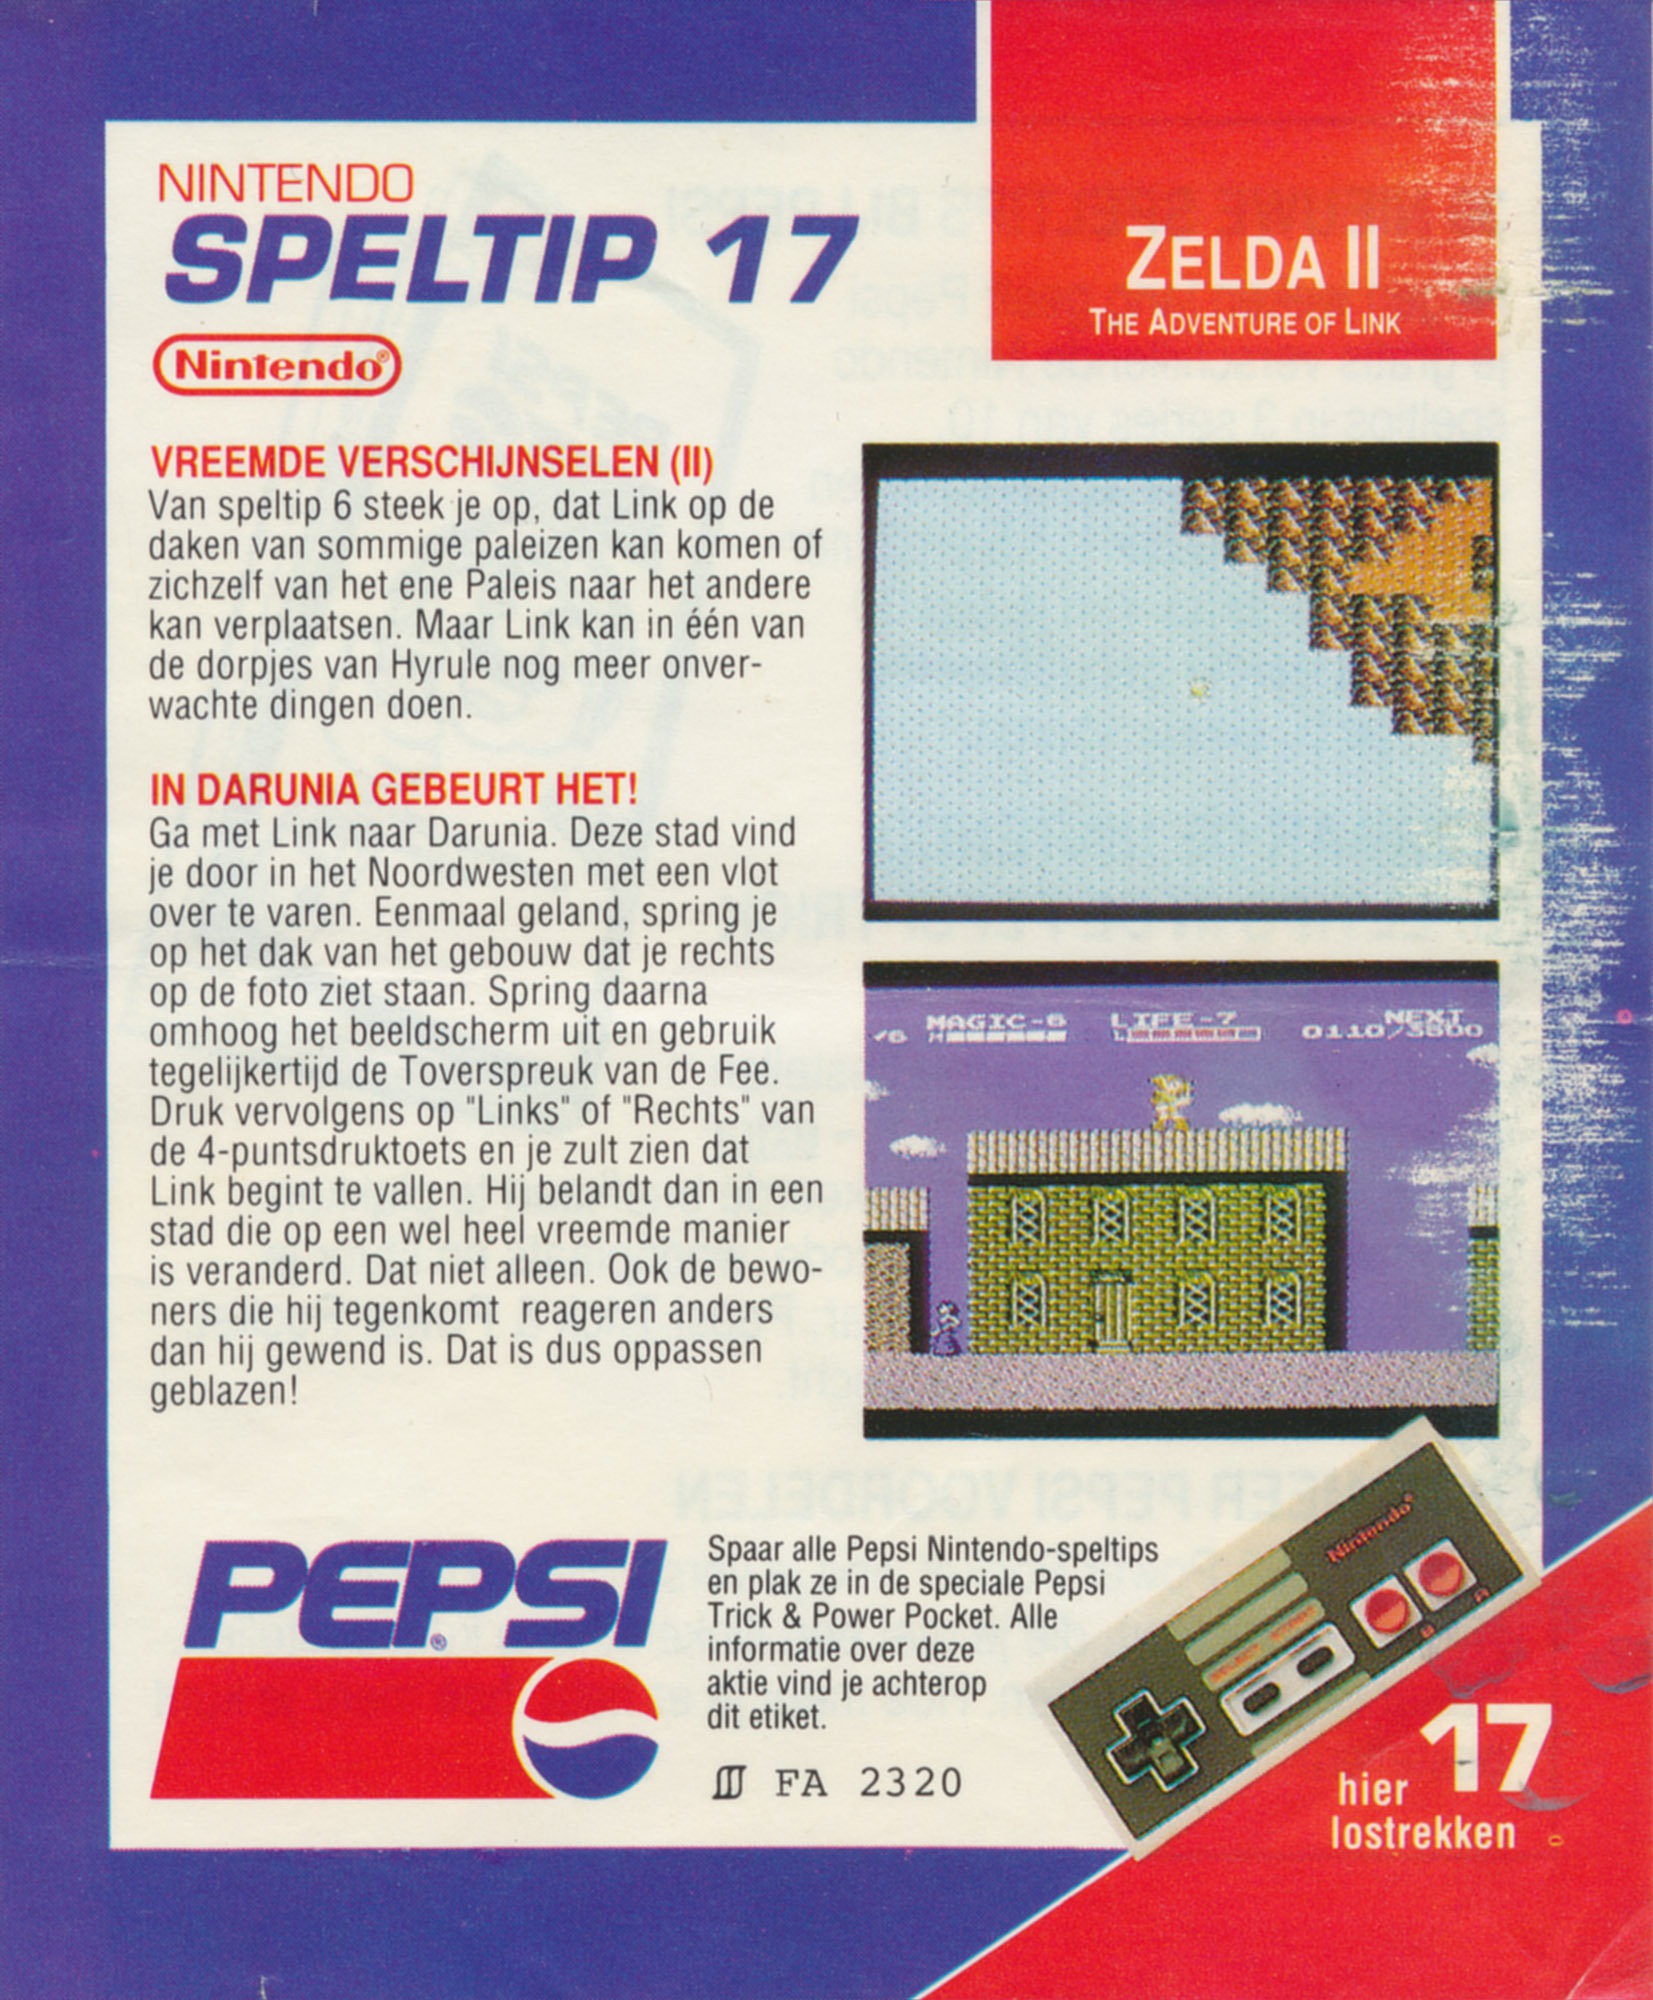 NINTENDO
SPELTIP 17
Nintendo®
ZELDA II
THE ADVENTURE OF LINK
VREEMDE VERSCHIJNSELEN (II)
Van speltip 6 steek je op, dat Link op de
daken van sommige paleizen kan komen of
zichzelf van het ene Paleis naar het andere
kan verplaatsen. Maar Link kan in één van
de dorpjes van Hyrule nog meer onver-
wachte dingen doen.
IN DARUNIA GEBEURT HET!
Ga met Link naar Darunia. Deze stad vind
je door in het Noordwesten met een vlot
over te varen. Eenmaal geland, spring je
op het dak van het gebouw dat je rechts
op de foto ziet staan. Spring daarna
omhoog het beeldscherm uit en gebruik
tegelijkertijd de Toverspreuk van de Fee.
Druk vervolgens op "Links" of "Rechts" van
de 4-puntsdruktoets en je zult zien dat
Link begint te vallen. Hij belandt dan in een
stad die op een wel heel vreemde manier
is veranderd. Dat niet alleen. Ook de bewo-
ners die hij tegenkomt reageren anders
dan hij gewend is. Dat is dus oppassen
geblazen!
MAGIC-6 LIFE-7 NEXT
0110/3500
PEPSI®
Spaar alle Pepsi Nintendo-speltips
en plak ze in de speciale Pepsi
Trick & Power Pocket. Alle
informatie over deze
aktie vind je achterop
dit etiket.
FA 2320
Nintendo®
SELECT START
B A
17
hier
lostrekken